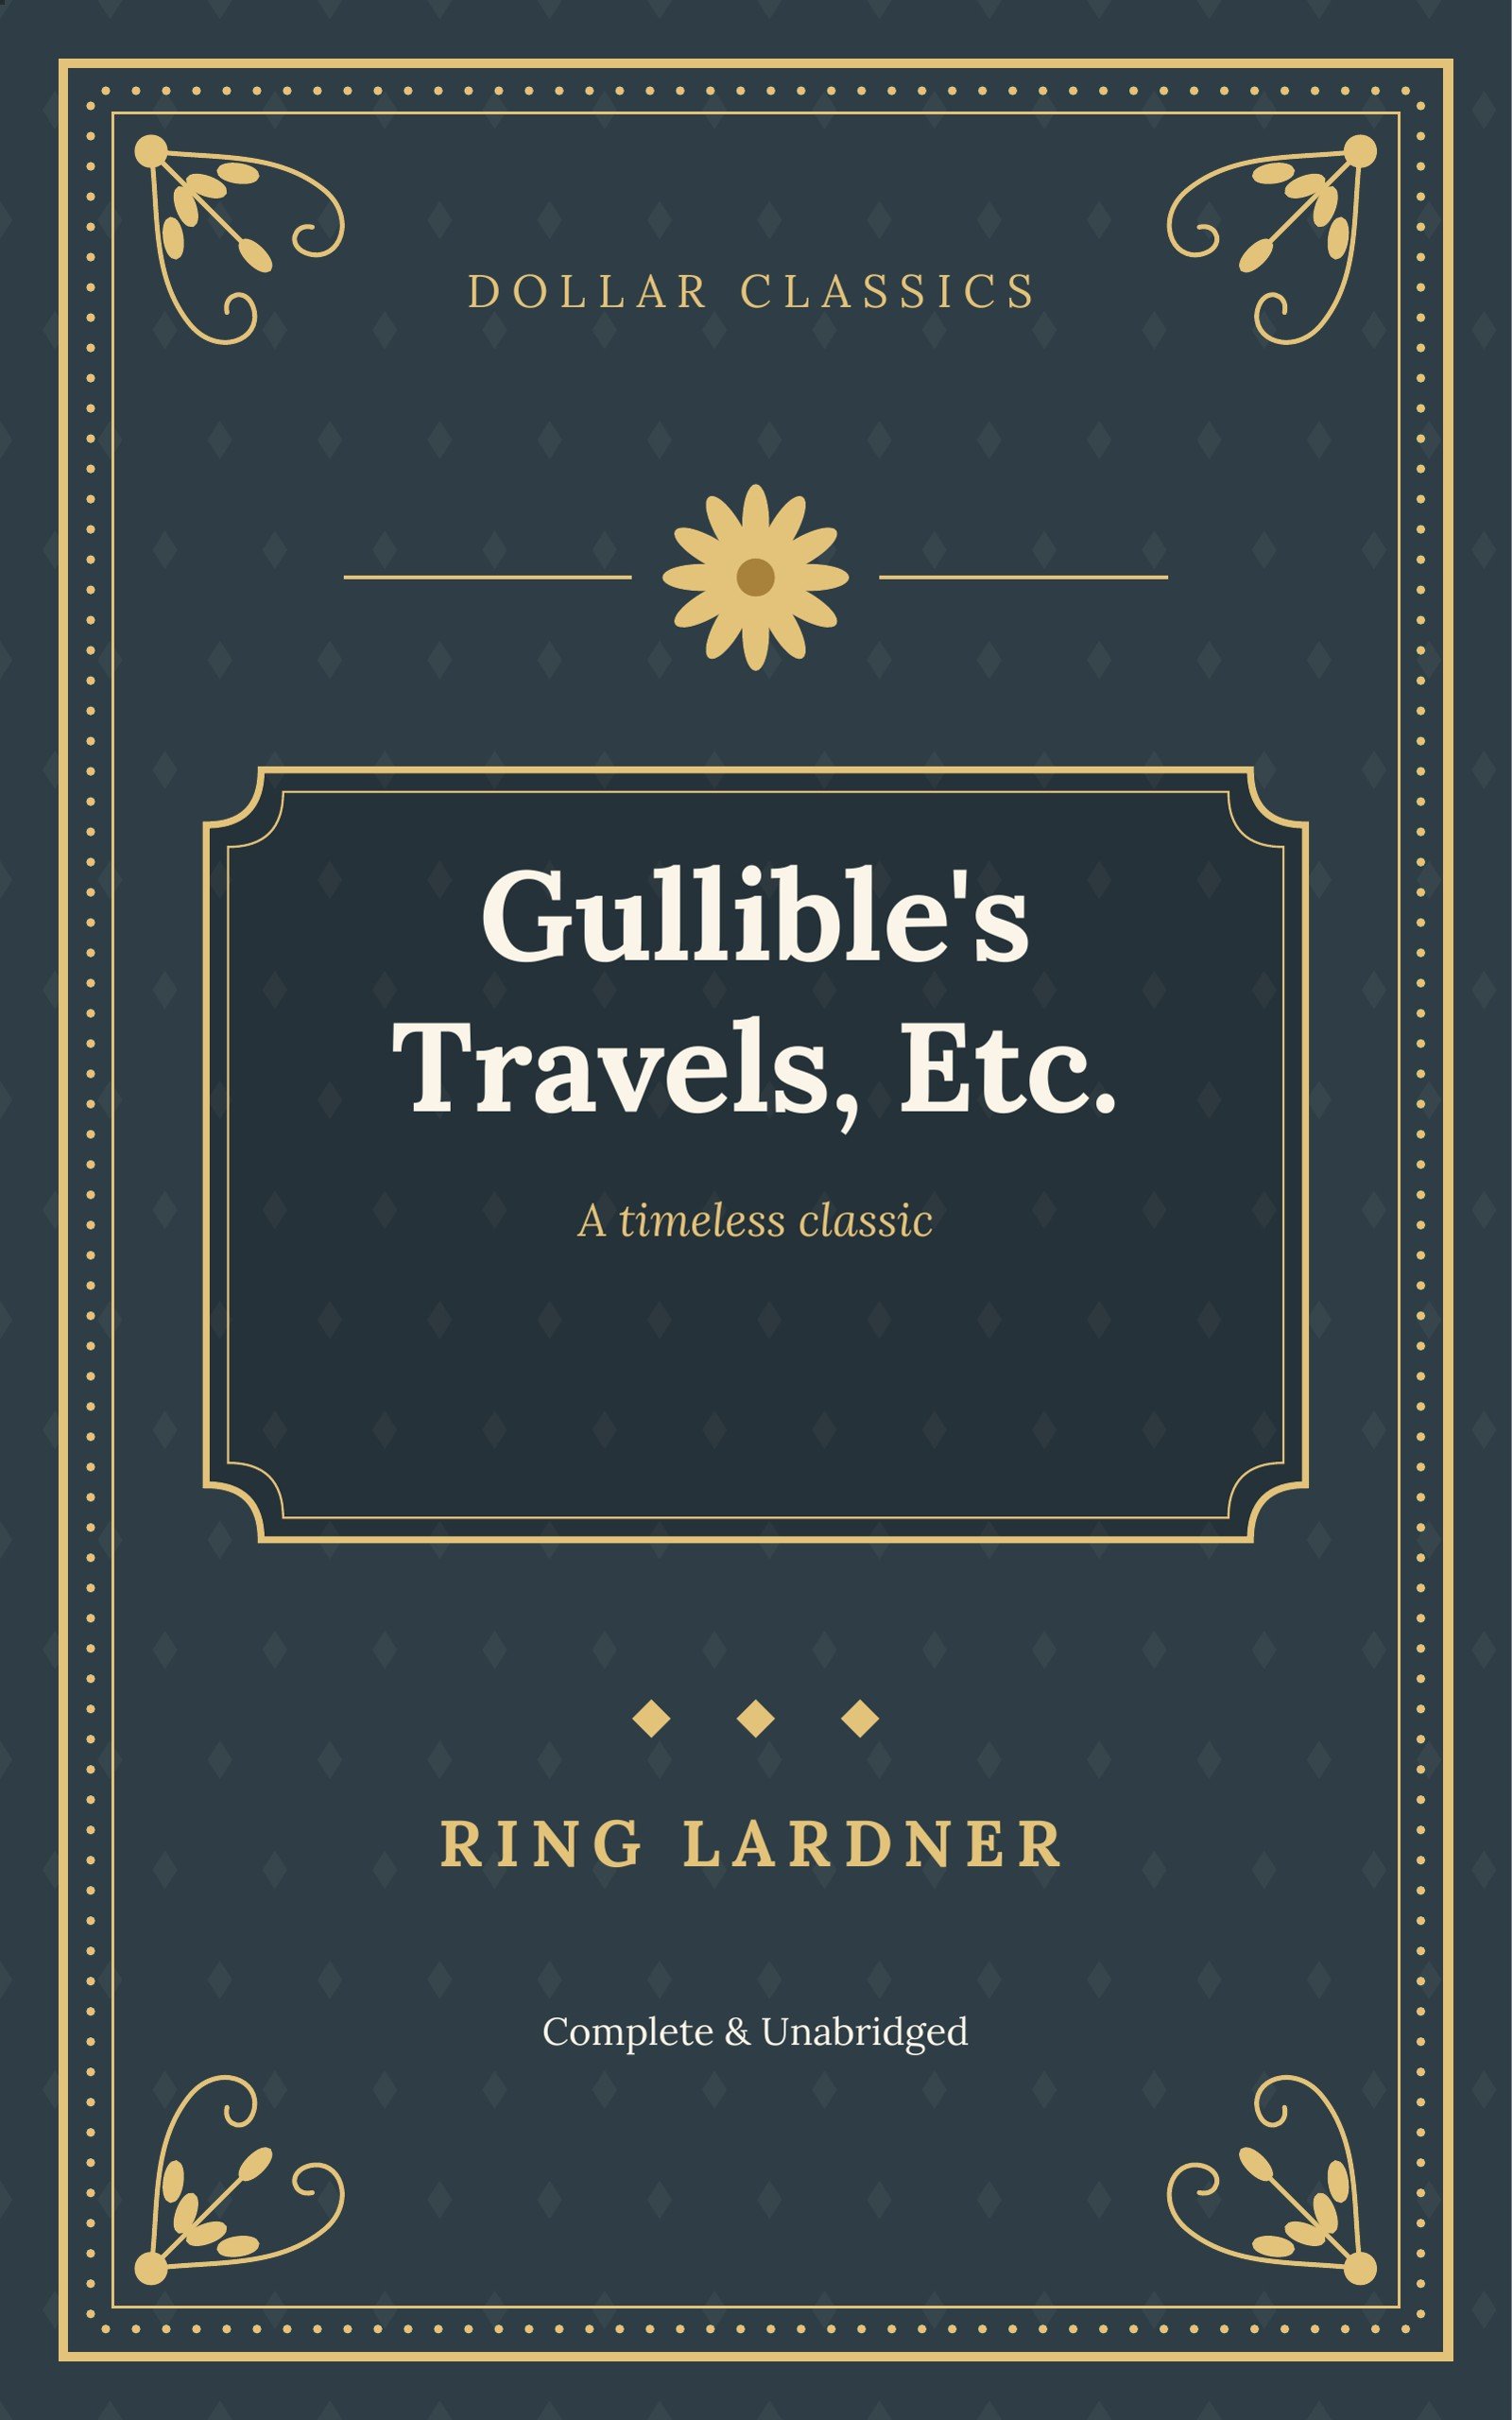 DOLLAR CLASSICS
Gullible's
Travels, Etc.
A timeless classic
RING LARDNER
Complete & Unabridged